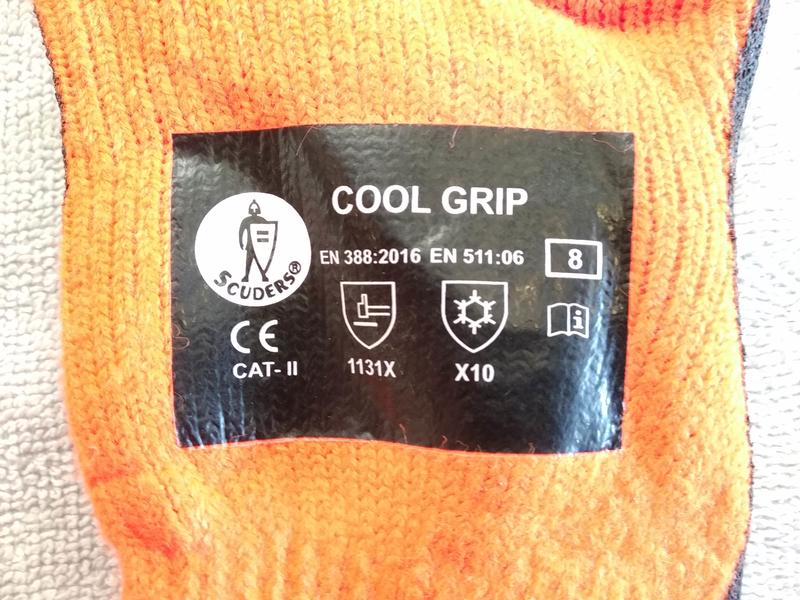 COOL GRIP
SCUDERS®
EN 388:2016 EN 511:06 8
i
CE
CAT- II
1131X
X10